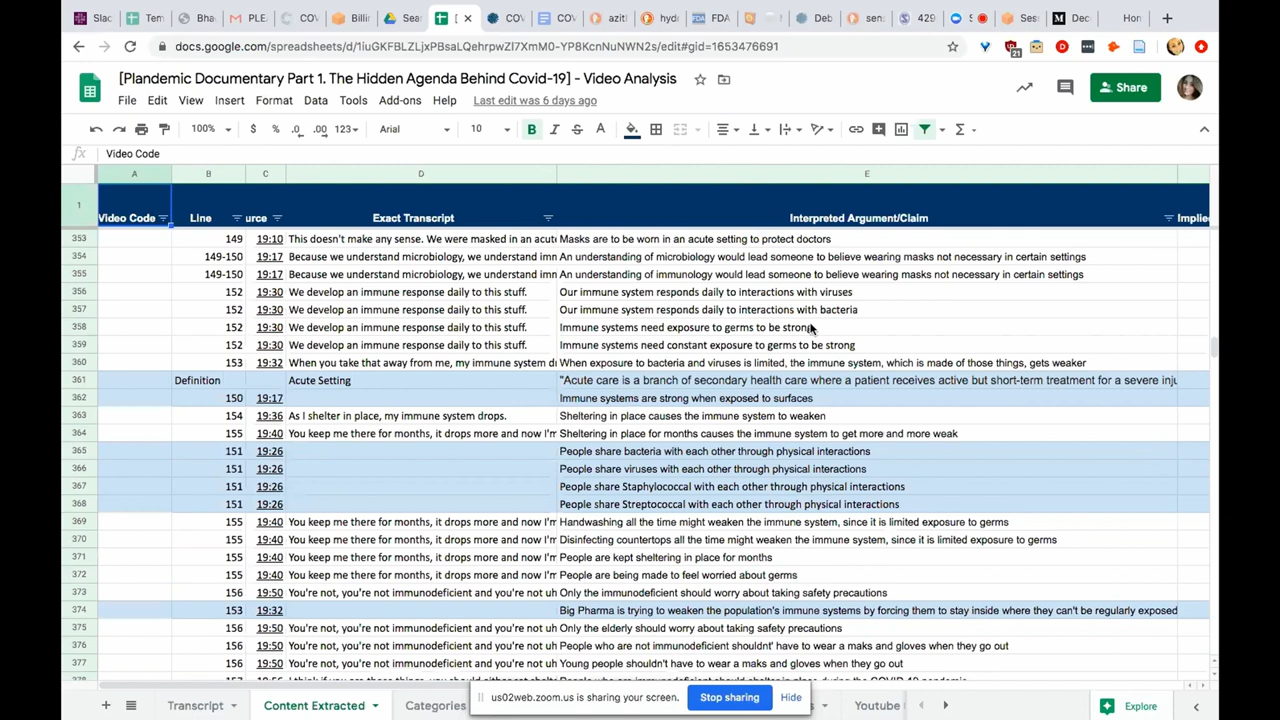 Slac Tem Bha PLE COV Billin Sear [ COV COV aziti hydr FDA FDA Deb sens 429 Ses Dec Hor
docs.google.com/spreadsheets/d/1iuGKFBLZLjxPBsaLQehrpwZI7XmM0-YPBKcnNuNWN2s/edit#gid=1653476691
21
[Plandemic Documentary Part 1. The Hidden Agenda Behind Covid-19] - Video Analysis
Share
File Edit View Insert Format Data Tools Add-ons Help Last edit was 6 days ago
100% $ % .0 .00 123 Arial 10 B I S A
fx Video Code
A B C D E
1 Video Code Line urce Exact Transcript Interpreted Argument/Claim Implied
353 149 19:10 This doesn't make any sense. We were masked in an acute Masks are to be worn in an acute setting to protect doctors
354 149-150 19:17 Because we understand microbiology, we understand imm An understanding of microbiology would lead someone to believe wearing masks not necessary in certain settings
355 149-150 19:17 Because we understand microbiology, we understand imm An understanding of immunology would lead someone to believe wearing masks not necessary in certain settings
356 152 19:30 We develop an immune response daily to this stuff. Our immune system responds daily to interactions with viruses
357 152 19:30 We develop an immune response daily to this stuff. Our immune system responds daily to interactions with bacteria
358 152 19:30 We develop an immune response daily to this stuff. Immune systems need exposure to germs to be strong
359 152 19:30 We develop an immune response daily to this stuff. Immune systems need constant exposure to germs to be strong
360 153 19:32 When you take that away from me, my immune system dr When exposure to bacteria and viruses is limited, the immune system, which is made of those things, gets weaker
361 Definition Acute Setting "Acute care is a branch of secondary health care where a patient receives active but short-term treatment for a severe inju
362 150 19:17 Immune systems are strong when exposed to surfaces
363 154 19:36 As I shelter in place, my immune system drops. Sheltering in place causes the immune system to weaken
364 155 19:40 You keep me there for months, it drops more and now I'm Sheltering in place for months causes the immune system to get more and more weak
365 151 19:26 People share bacteria with each other through physical interactions
366 151 19:26 People share viruses with each other through physical interactions
367 151 19:26 People share Staphylococcal with each other through physical interactions
368 151 19:26 People share Streptococcal with each other through physical interactions
369 155 19:40 You keep me there for months, it drops more and now I'm Handwashing all the time might weaken the immune system, since it is limited exposure to germs
370 155 19:40 You keep me there for months, it drops more and now I'm Disinfecting countertops all the time might weaken the immune system, since it is limited exposure to germs
371 155 19:40 You keep me there for months, it drops more and now I'm People are kept sheltering in place for months
372 155 19:40 You keep me there for months, it drops more and now I'm People are being made to feel worried about germs
373 155 19:50 You're not, you're not immunodeficient and you're not uh Only the immunodeficient should worry about taking safety precautions
374 153 19:32 Big Pharma is trying to weaken the population's immune systems by forcing them to stay inside where they can't be regularly exposed
375 156 19:50 You're not, you're not immunodeficient and you're not uh Only the elderly should worry about taking safety precautions
376 156 19:50 You're not, you're not immunodeficient and you're not uh People who are not immunodeficient shouldnt' have to wear a maks and gloves when they go out
377 156 19:50 You're not, you're not immunodeficient and you're not uh Young people shouldn't have to wear a maks and gloves when they go out
Transcript Content Extracted Categories Youtube Explore
us02web.zoom.us is sharing your screen. Stop sharing Hide